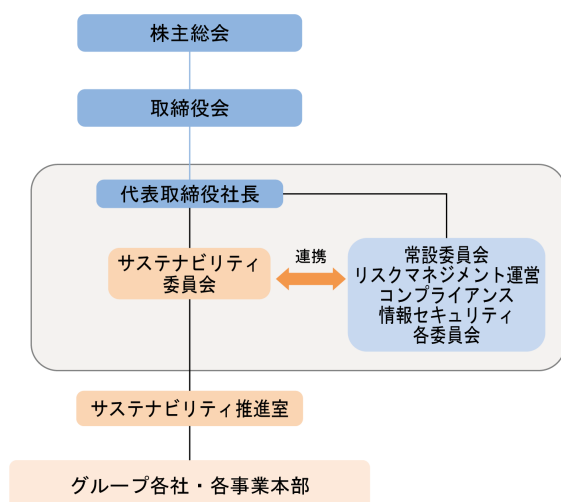 株主総会
取締役会
代表取締役社長
サステナビリティ
委員会
連携
常設委員会
リスクマネジメント運営
コンプライアンス
情報セキュリティ
各委員会
サステナビリティ推進室
グループ各社・各事業本部